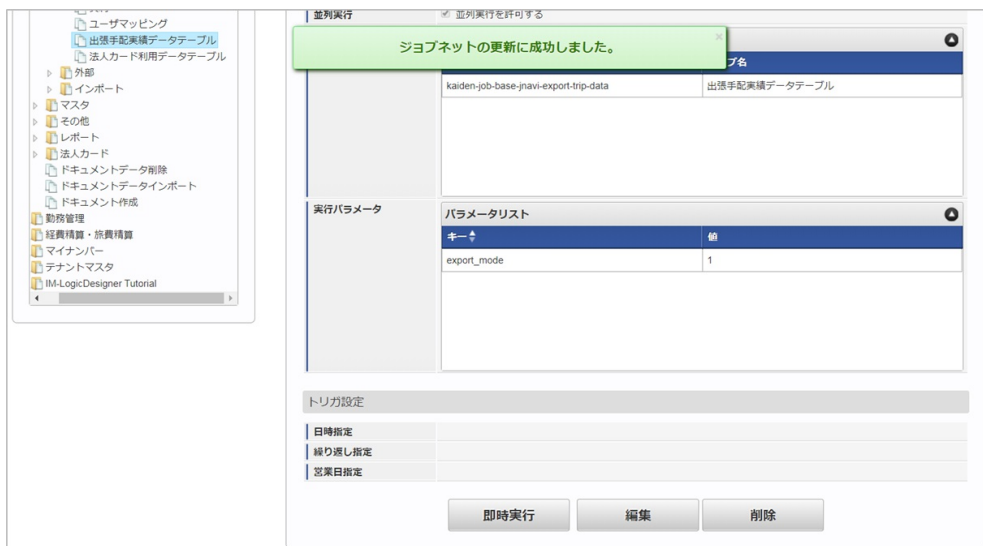 ユーザマッピング
出張手配実績データテーブル
法人カード利用データテーブル
外部
インポート
マスタ
その他
レポート
法人カード
ドキュメントデータ削除
ドキュメントデータインポート
ドキュメント作成
勤務管理
経費精算・旅費精算
マイナンバー
テナントマスタ
IM-LogicDesigner Tutorial
並列実行 並列実行を許可する
ジョブネットの更新に成功しました。 ×
ブ名
kaiden-job-base-jnavi-export-trip-data 出張手配実績データテーブル
実行パラメータ
パラメータリスト
キー 値
export_mode 1
トリガ設定
日時指定
繰り返し指定
営業日指定
即時実行 編集 削除